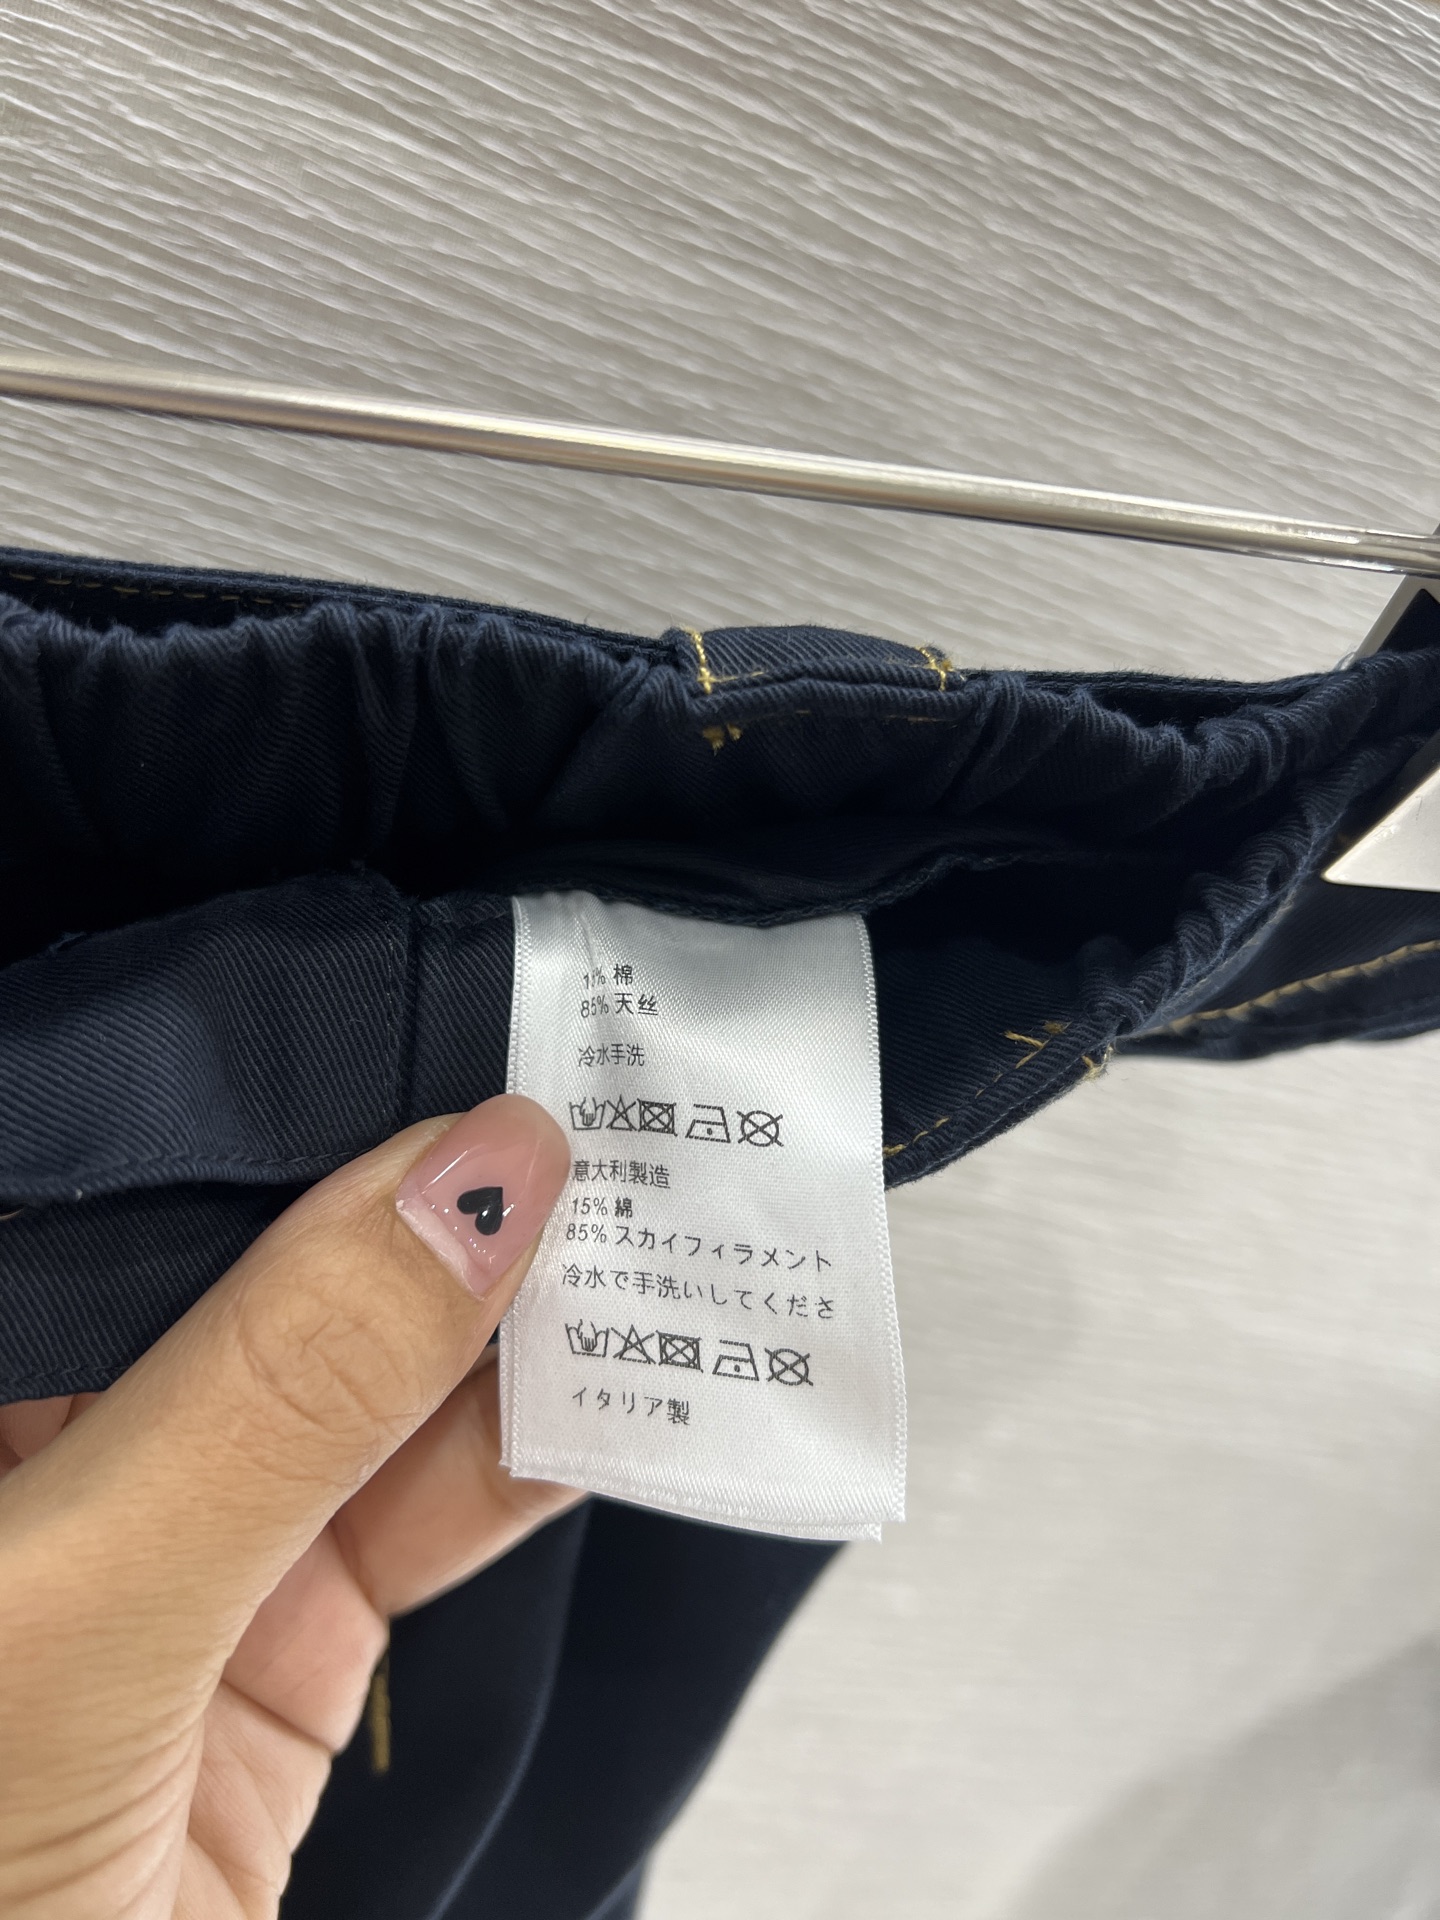 15% 棉
85% 天丝
冷水手洗
意大利製造
15% 綿
85% スカイフィラメント
冷水で手洗いしてくださ
イタリア製